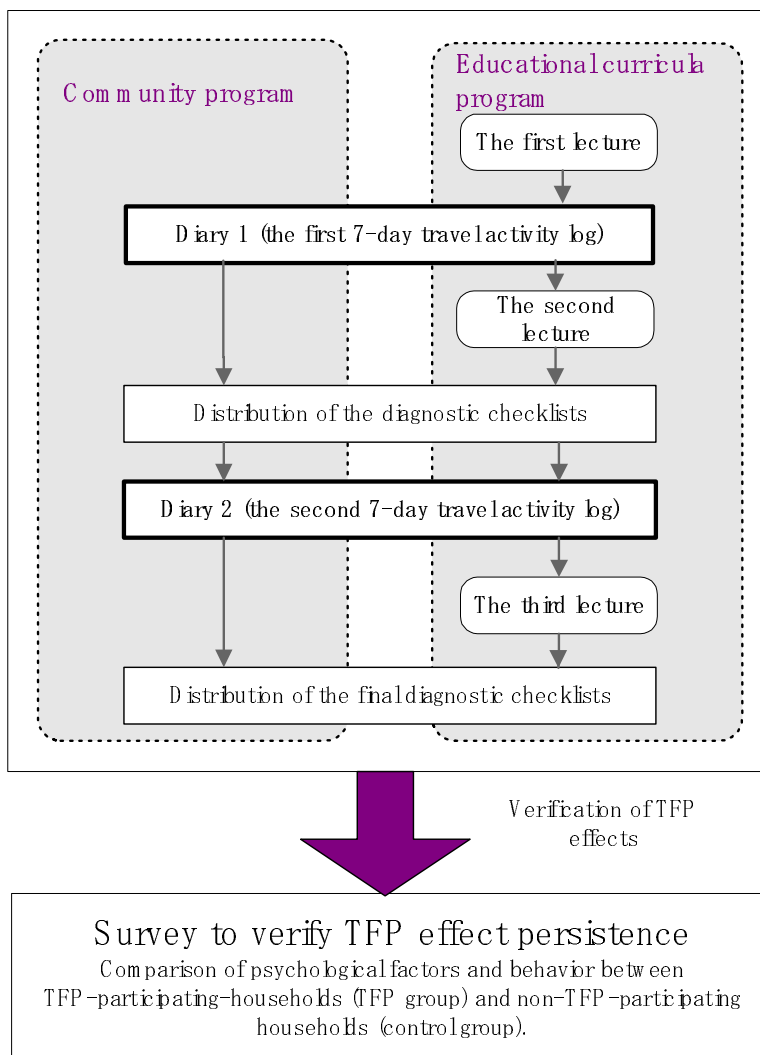 Community program
Educational curricula
program
The first lecture
Diary 1 (the first 7-day travel activity log)
The second
lecture
Distribution of the diagnostic checklists
Diary 2 (the second 7-day travel activity log)
The third lecture
Distribution of the final diagnostic checklists
Verification of TFP
effects
Survey to verify TFP effect persistence
Comparison of psychological factors and behavior between
TFP-participating-households (TFP group) and non-TFP-participating
households (control group).